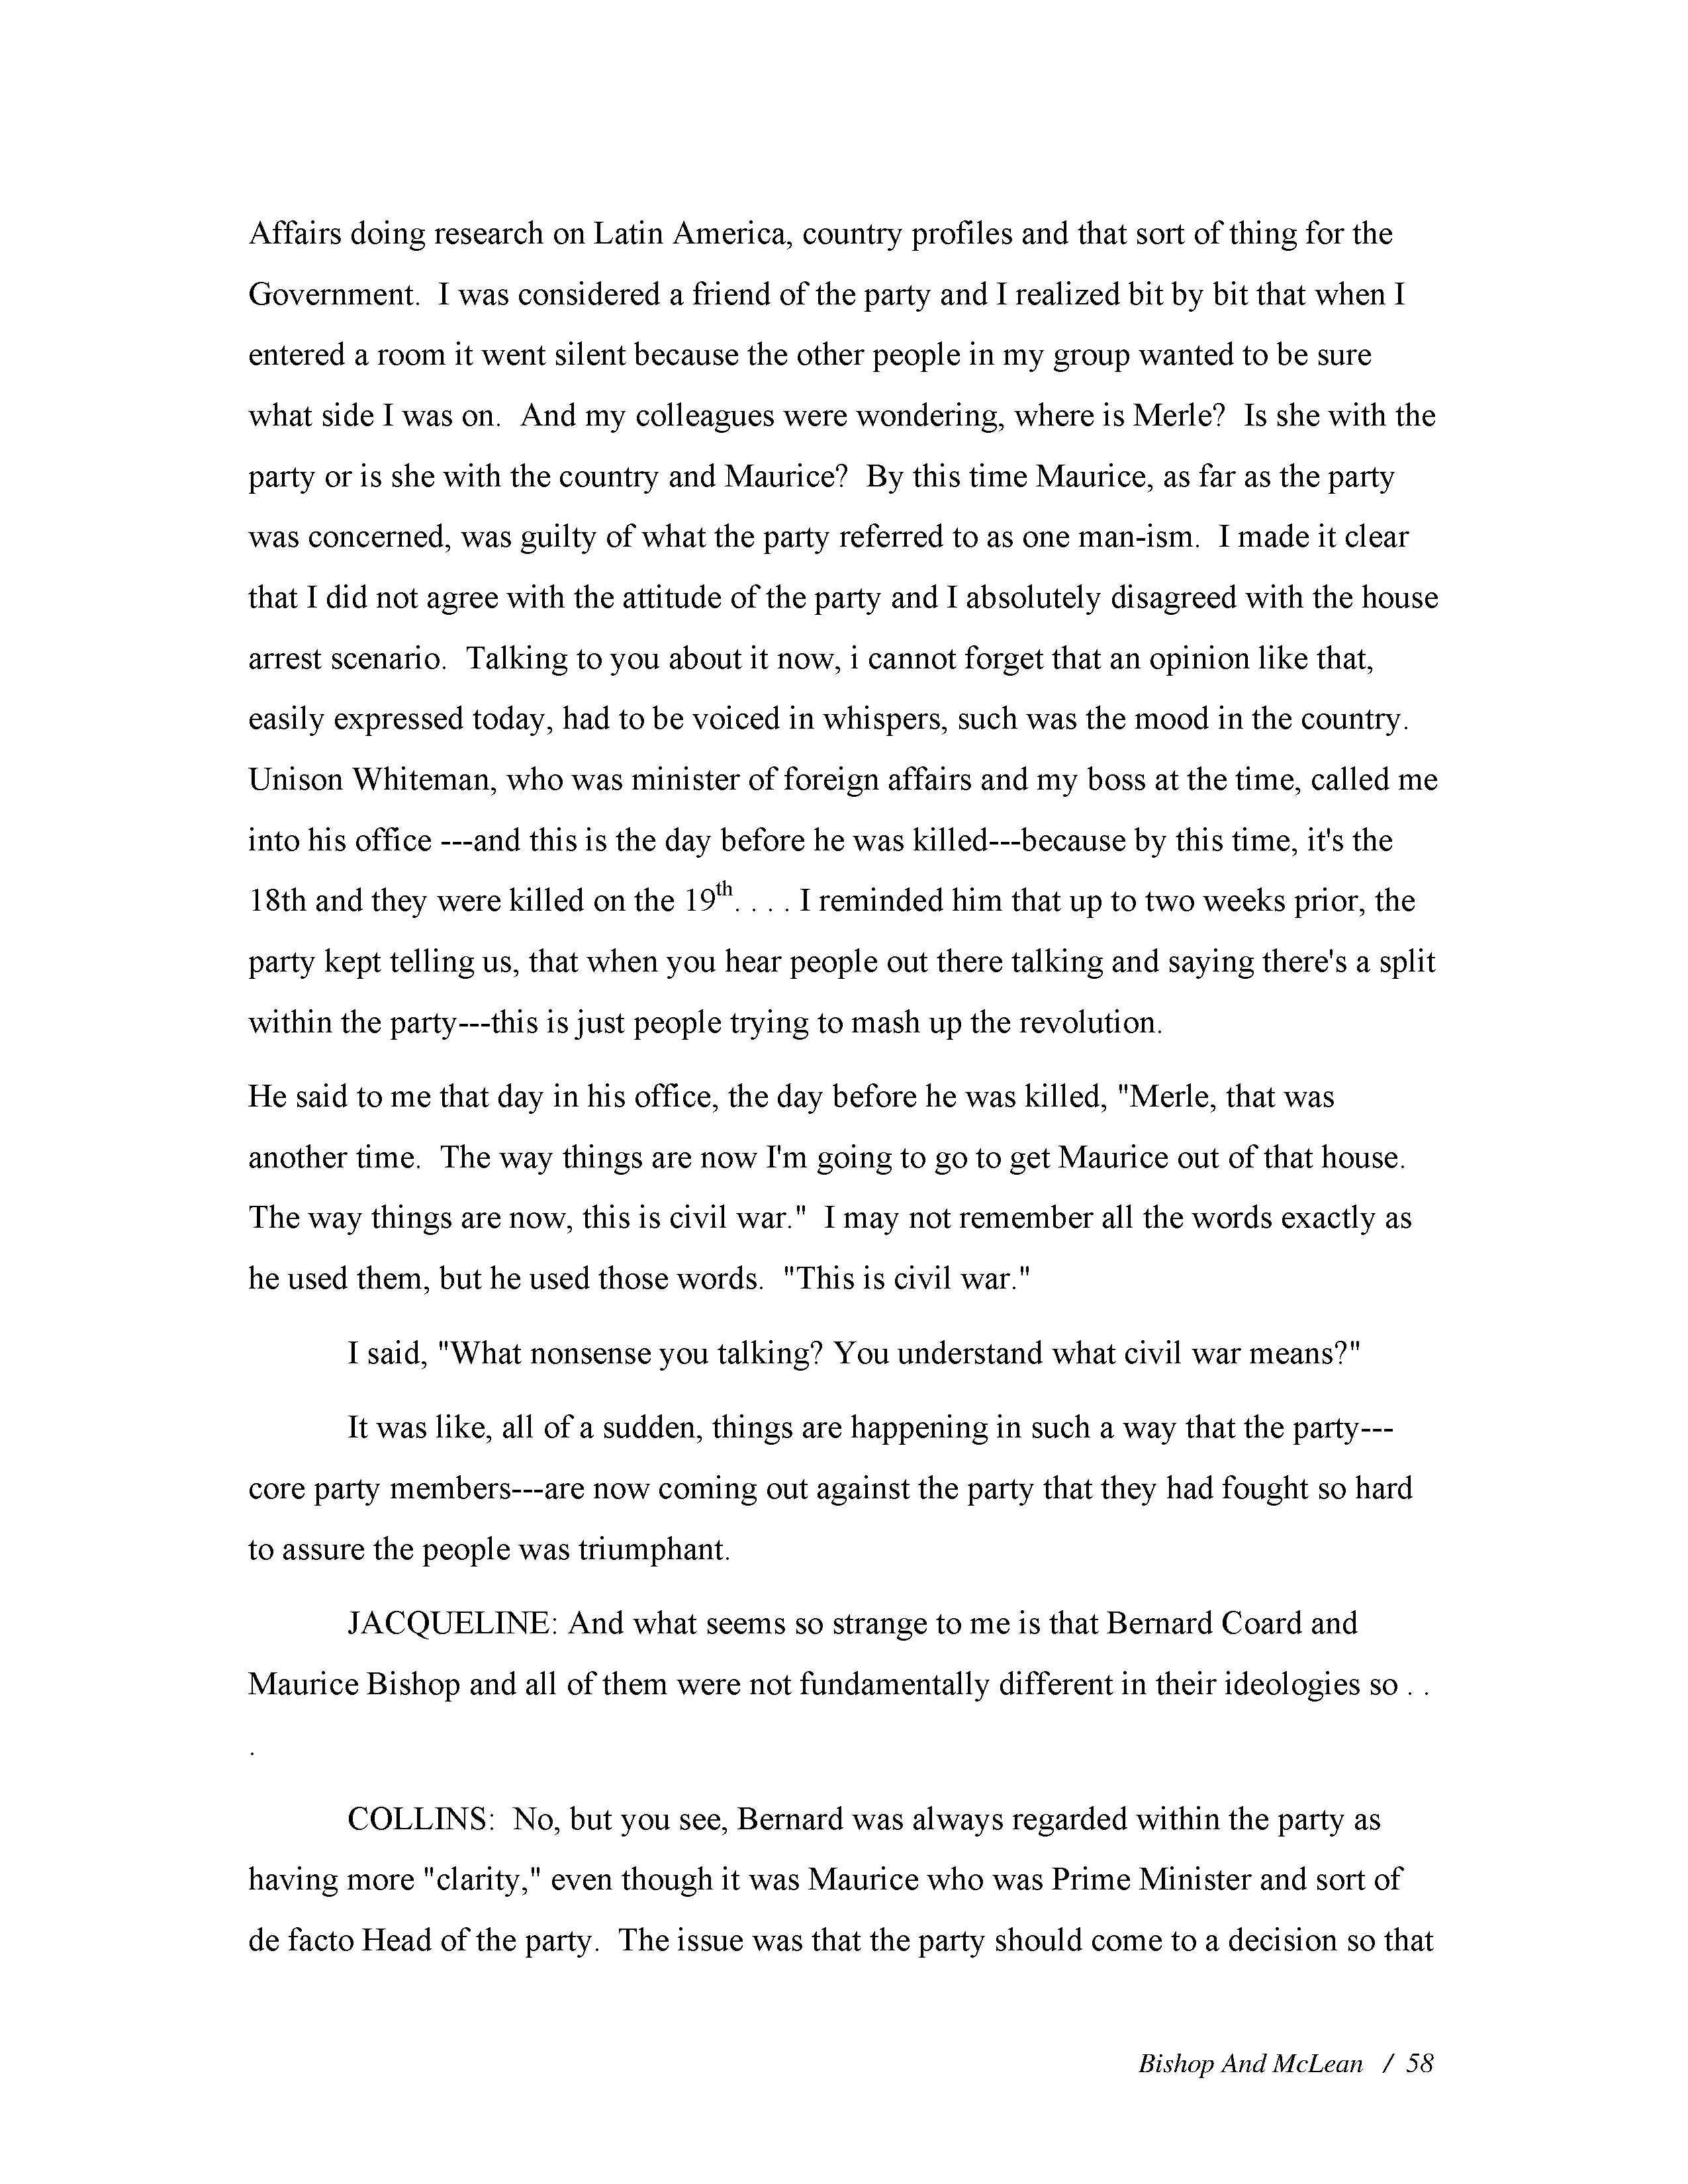 Affairs doing research on Latin America, country profiles and that sort of thing for the
Government.  I was considered a friend of the party and I realized bit by bit that when I
entered a room it went silent because the other people in my group wanted to be sure
what side I was on.  And my colleagues were wondering, where is Merle?  Is she with the
party or is she with the country and Maurice?  By this time Maurice, as far as the party
was concerned, was guilty of what the party referred to as one man-ism.  I made it clear
that I did not agree with the attitude of the party and I absolutely disagreed with the house
arrest scenario.  Talking to you about it now, i cannot forget that an opinion like that,
easily expressed today, had to be voiced in whispers, such was the mood in the country.
Unison Whiteman, who was minister of foreign affairs and my boss at the time, called me
into his office ---and this is the day before he was killed---because by this time, it's the
18th and they were killed on the 19th. . . . I reminded him that up to two weeks prior, the
party kept telling us, that when you hear people out there talking and saying there's a split
within the party---this is just people trying to mash up the revolution.
He said to me that day in his office, the day before he was killed, "Merle, that was
another time.  The way things are now I'm going to go to get Maurice out of that house.
The way things are now, this is civil war."  I may not remember all the words exactly as
he used them, but he used those words.  "This is civil war."
I said, "What nonsense you talking? You understand what civil war means?"
It was like, all of a sudden, things are happening in such a way that the party---
core party members---are now coming out against the party that they had fought so hard
to assure the people was triumphant.
JACQUELINE: And what seems so strange to me is that Bernard Coard and
Maurice Bishop and all of them were not fundamentally different in their ideologies so . .
.
COLLINS:  No, but you see, Bernard was always regarded within the party as
having more "clarity," even though it was Maurice who was Prime Minister and sort of
de facto Head of the party.  The issue was that the party should come to a decision so that
Bishop And McLean   /  58